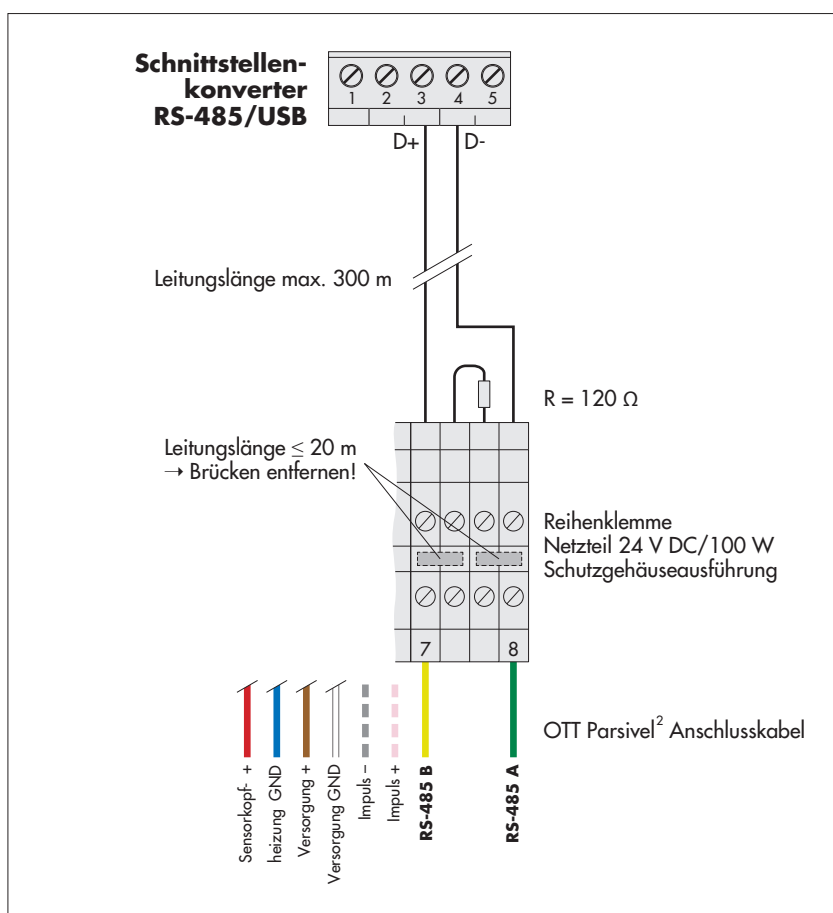 Schnittstellen-
konverter
RS-485/USB
1 2 3 4 5
D+ D-
Leitungslänge max. 300 m
R = 120 Ω
Leitungslänge ≤ 20 m
→ Brücken entfernen!
Reihenklemme
Netzteil 24 V DC/100 W
Schutzgehäuseausführung
7 8
OTT Parsivel² Anschlusskabel
Sensorkopf- +
heizung GND
Versorgung +
Versorgung GND
Impuls –
Impuls +
RS-485 B
RS-485 A